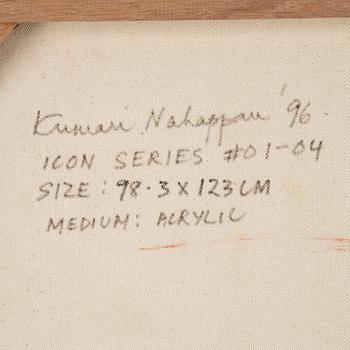 Kumari Nahappan '96.
ICON SERIES #01-04
SIZE: 98.3 X 123 CM
MEDIUM: ACRYLIC